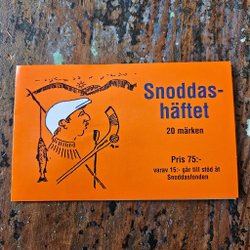 Snoddas-
häftet
20 märken
Pris 75:-
varav 15:- går till stöd åt
Snoddasfonden